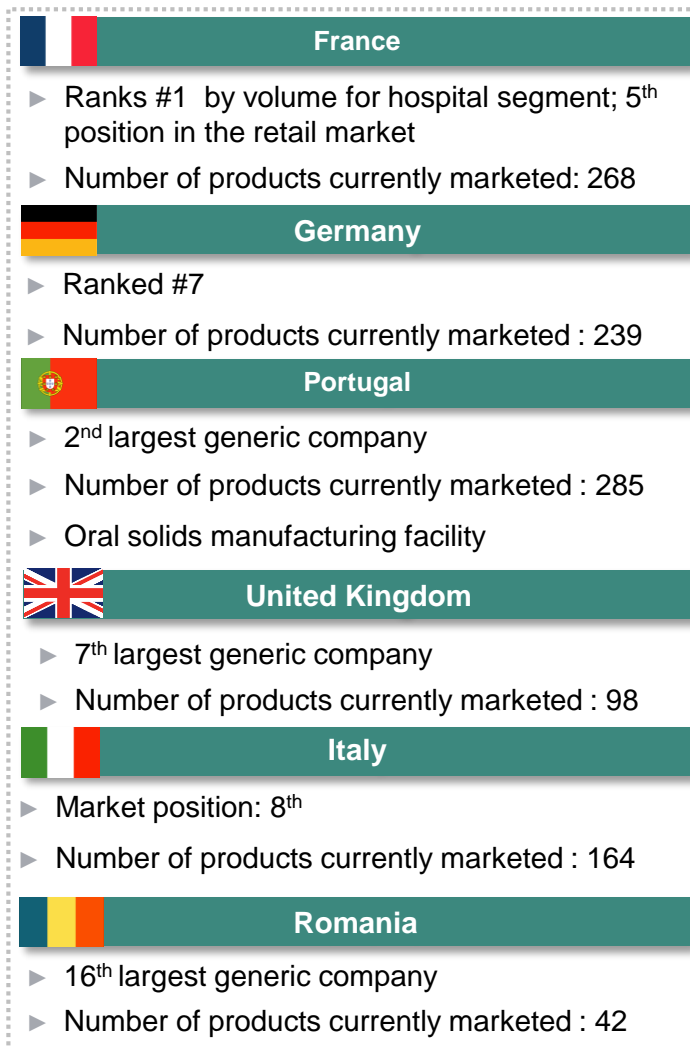 France
► Ranks #1 by volume for hospital segment; 5th
position in the retail market
► Number of products currently marketed: 268
Germany
► Ranked #7
► Number of products currently marketed : 239
Portugal
► 2nd largest generic company
► Number of products currently marketed : 285
► Oral solids manufacturing facility
United Kingdom
► 7th largest generic company
► Number of products currently marketed : 98
Italy
► Market position: 8th
► Number of products currently marketed : 164
Romania
► 16th largest generic company
► Number of products currently marketed : 42